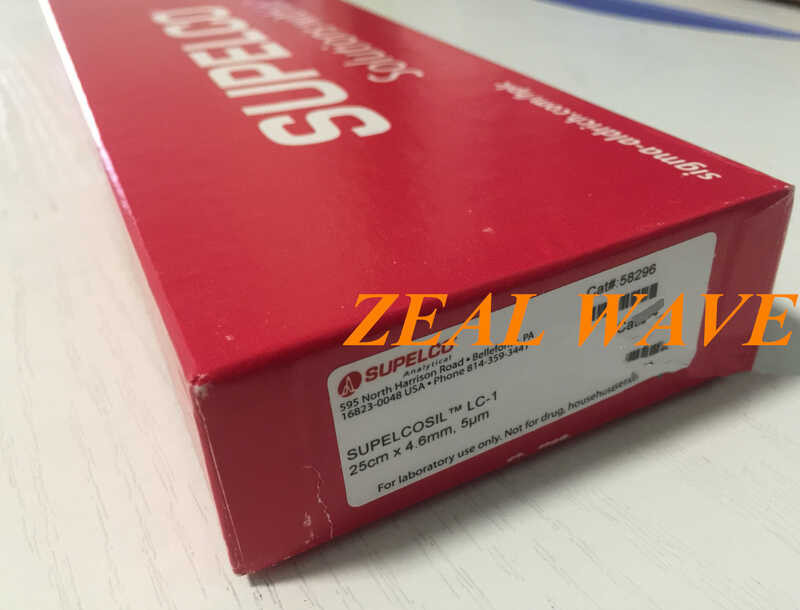 SUPELCO
Solutions
sigma-aldrich.com/hplc
Cat#:58296
ZEAL WAVE
SUPELCO
Analytical
595 North Harrison Road • Bellefonte, PA
16823-0048 USA • Phone 814-359-3441
SUPELCOSIL™ LC-1
25cm x 4.6mm, 5µm
For laboratory use only. Not for drug, household